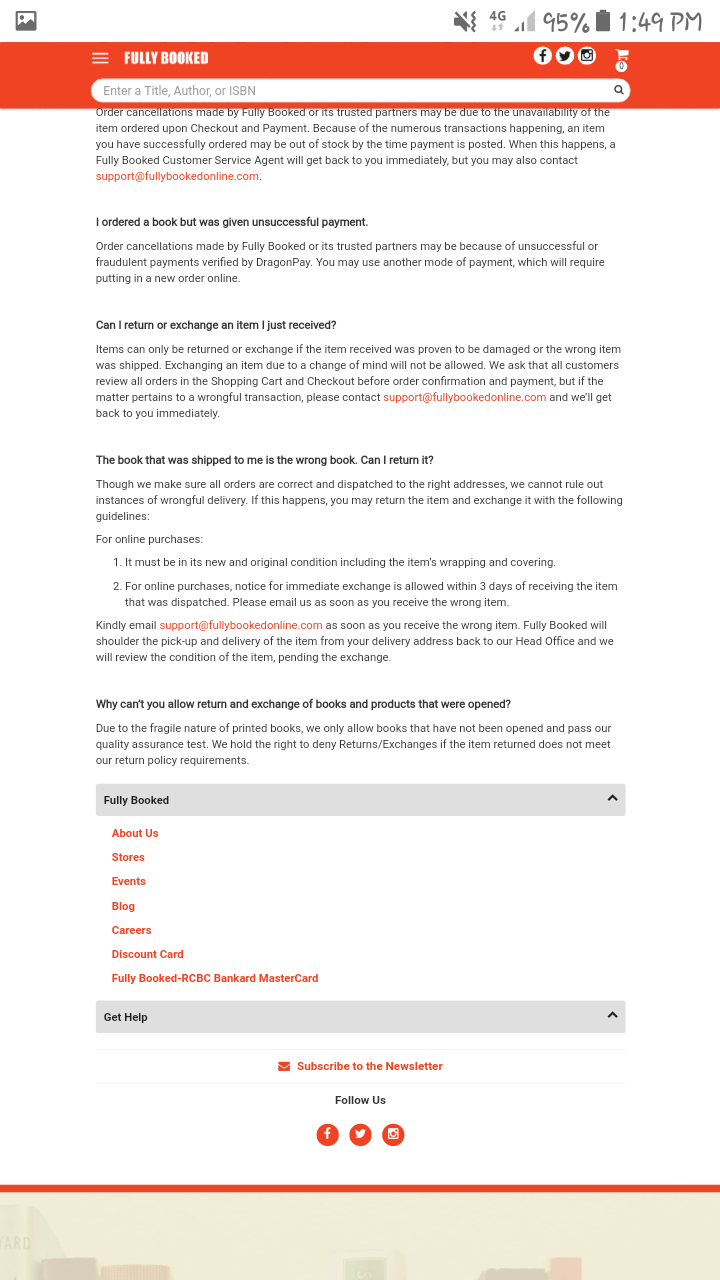 4G 95% 1:49 PM
FULLY BOOKED
0
Enter a Title, Author, or ISBN
Order cancellations made by Fully Booked or its trusted partners may be due to the unavailability of the
item ordered upon Checkout and Payment. Because of the numerous transactions happening, an item
you have successfully ordered may be out of stock by the time payment is posted. When this happens, a
Fully Booked Customer Service Agent will get back to you immediately, but you may also contact
support@fullybookedonline.com.
I ordered a book but was given unsuccessful payment.
Order cancellations made by Fully Booked or its trusted partners may be because of unsuccessful or
fraudulent payments verified by DragonPay. You may use another mode of payment, which will require
putting in a new order online.
Can I return or exchange an item I just received?
Items can only be returned or exchange if the item received was proven to be damaged or the wrong item
was shipped. Exchanging an item due to a change of mind will not be allowed. We ask that all customers
review all orders in the Shopping Cart and Checkout before order confirmation and payment, but if the
matter pertains to a wrongful transaction, please contact support@fullybookedonline.com and we'll get
back to you immediately.
The book that was shipped to me is the wrong book. Can I return it?
Though we make sure all orders are correct and dispatched to the right addresses, we cannot rule out
instances of wrongful delivery. If this happens, you may return the item and exchange it with the following
guidelines:
For online purchases:
1. It must be in its new and original condition including the item's wrapping and covering.
2. For online purchases, notice for immediate exchange is allowed within 3 days of receiving the item
that was dispatched. Please email us as soon as you receive the wrong item.
Kindly email support@fullybookedonline.com as soon as you receive the wrong item. Fully Booked will
shoulder the pick-up and delivery of the item from your delivery address back to our Head Office and we
will review the condition of the item, pending the exchange.
Why can't you allow return and exchange of books and products that were opened?
Due to the fragile nature of printed books, we only allow books that have not been opened and pass our
quality assurance test. We hold the right to deny Returns/Exchanges if the item returned does not meet
our return policy requirements.
Fully Booked
About Us
Stores
Events
Blog
Careers
Discount Card
Fully Booked-RCBC Bankard MasterCard
Get Help
Subscribe to the Newsletter
Follow Us